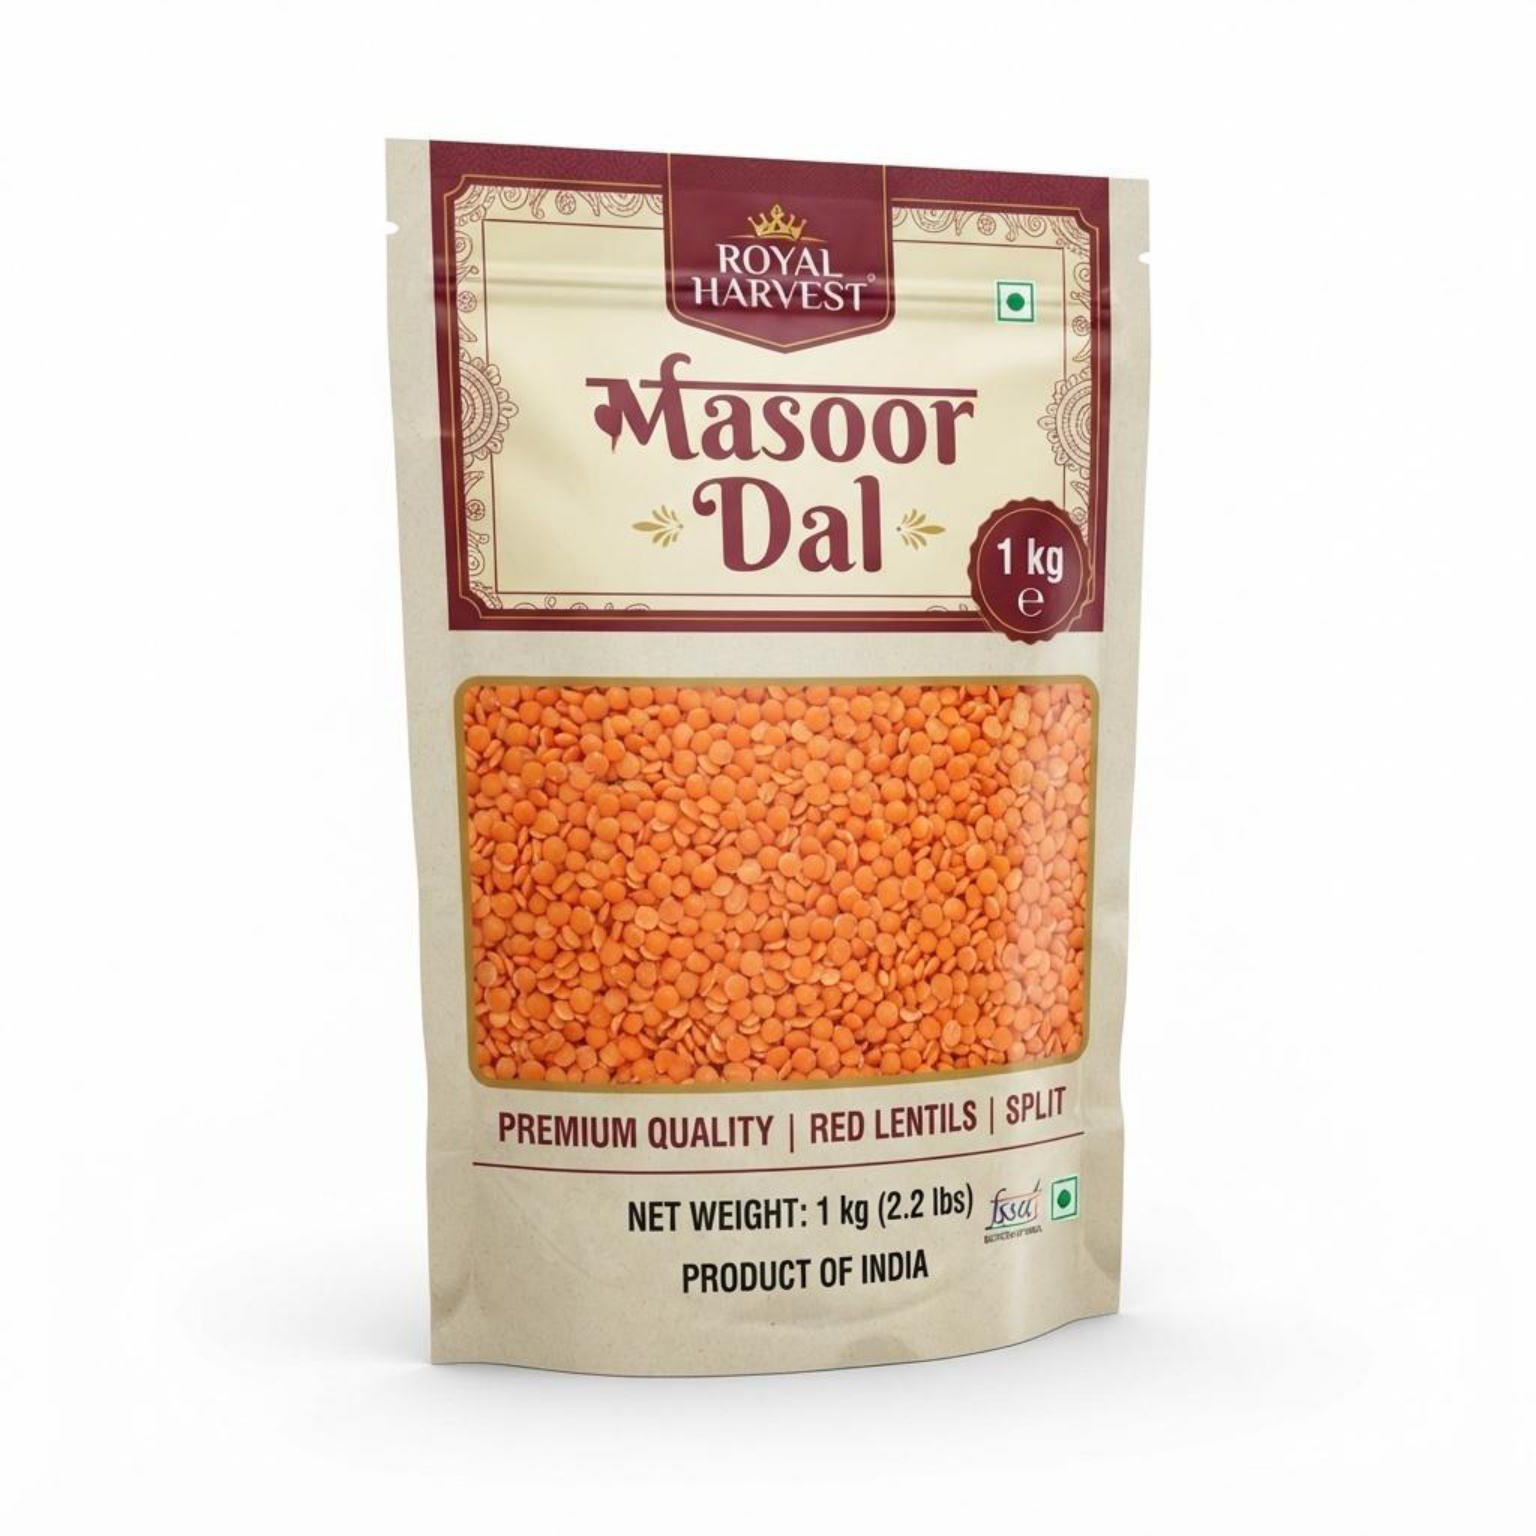 ROYAL
HARVEST
Masoor
Dal
1 kg
e
PREMIUM QUALITY | RED LENTILS | SPLIT
NET WEIGHT: 1 kg (2.2 lbs)
fssai
PRODUCT OF INDIA